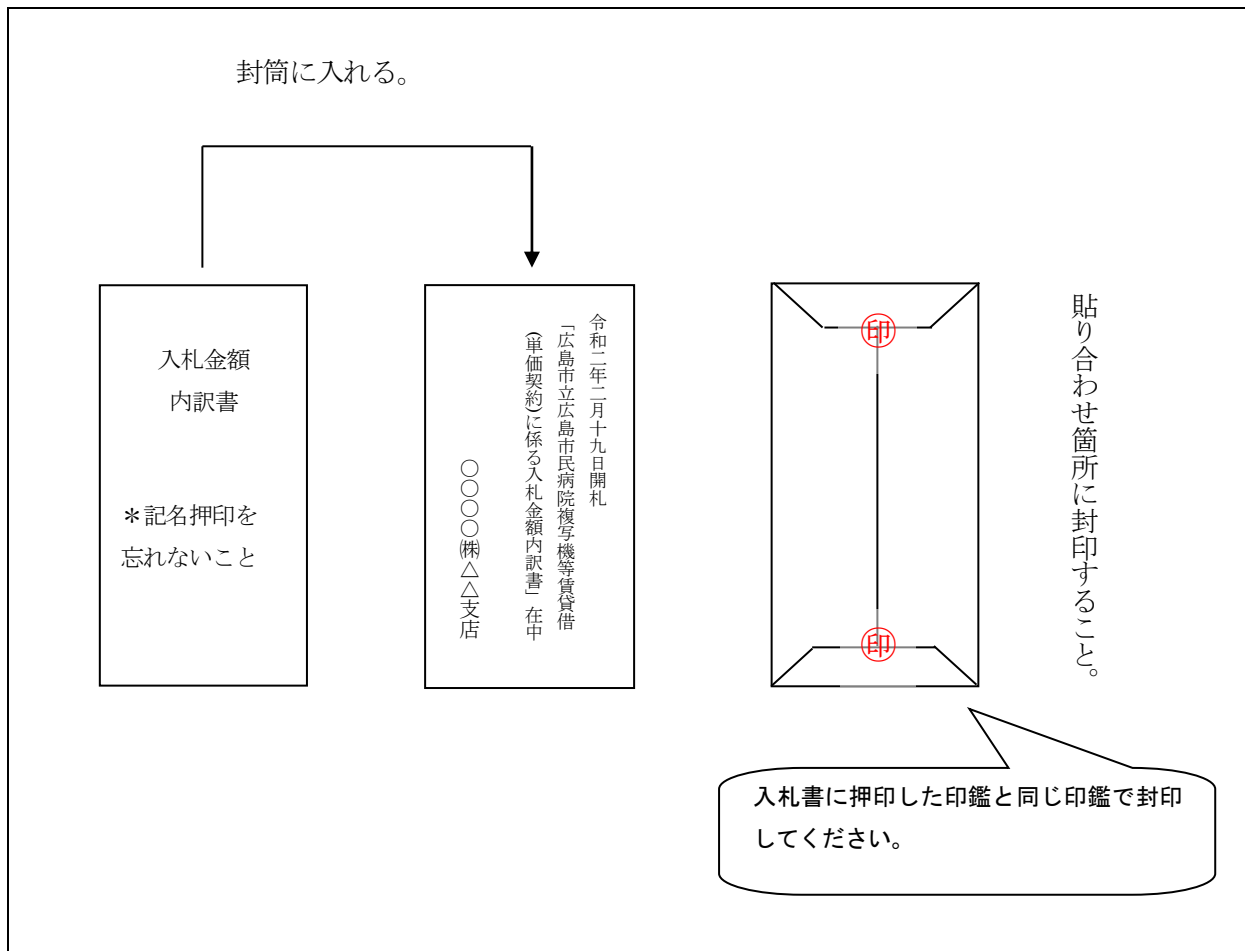 封筒に入れる。
入札金額
内訳書
＊記名押印を
忘れないこと
令和二年二月十九日開札
「広島市立広島市民病院複写機等賃貸借
(単価契約)に係る入札金額内訳書」在中
〇〇〇〇㈱△△支店
印
印
貼り合わせ箇所に封印すること。
入札書に押印した印鑑と同じ印鑑で封印
してください。